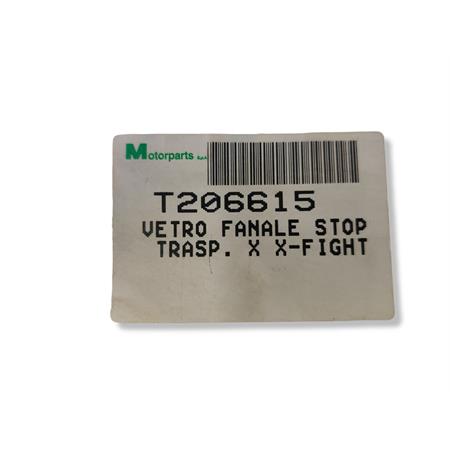 Motorparts S.p.A.
T206615
VETRO FANALE STOP
TRASP. X X-FIGHT